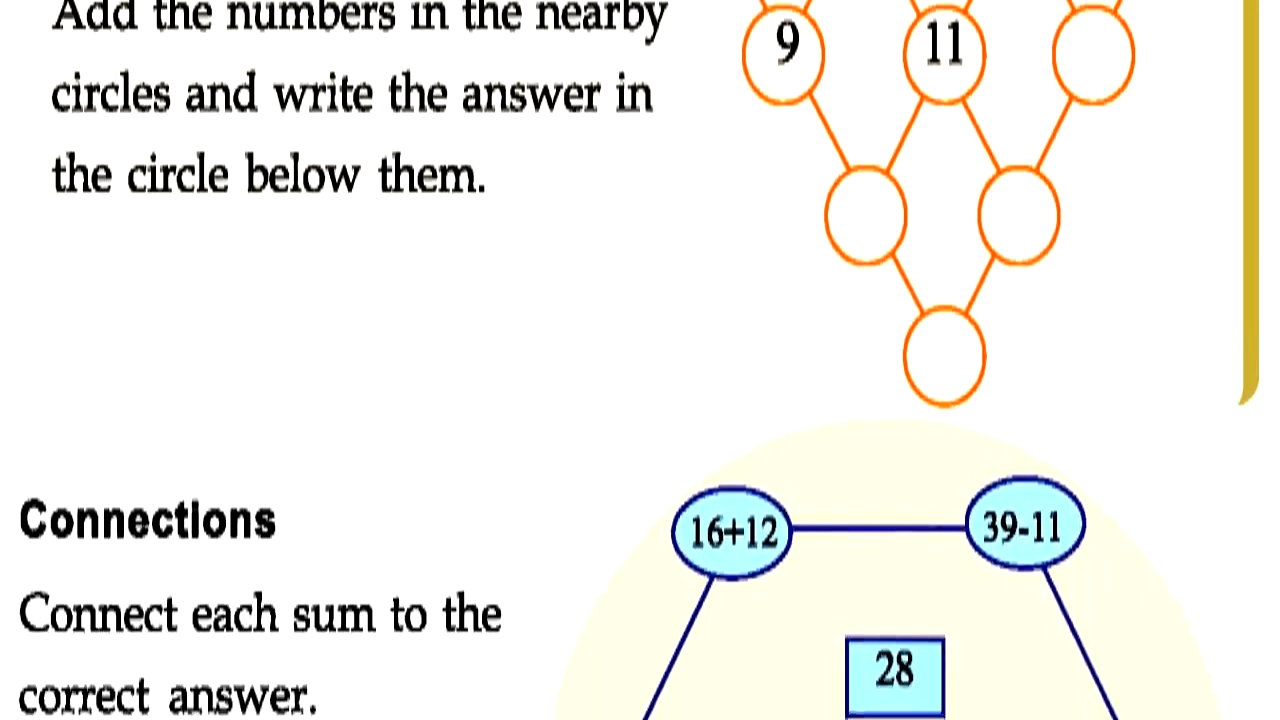 Add the numbers in the nearby
circles and write the answer in
the circle below them.
9
11
Connections
Connect each sum to the
correct answer.
16+12
39-11
28